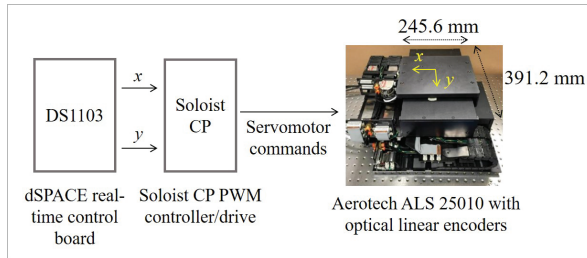 245.6 mm
391.2 mm
x
y
DS1103
x
y
Soloist
CP
Servomotor
commands
dSPACE real-
time control
board
Soloist CP PWM
controller/drive
Aerotech ALS 25010 with
optical linear encoders